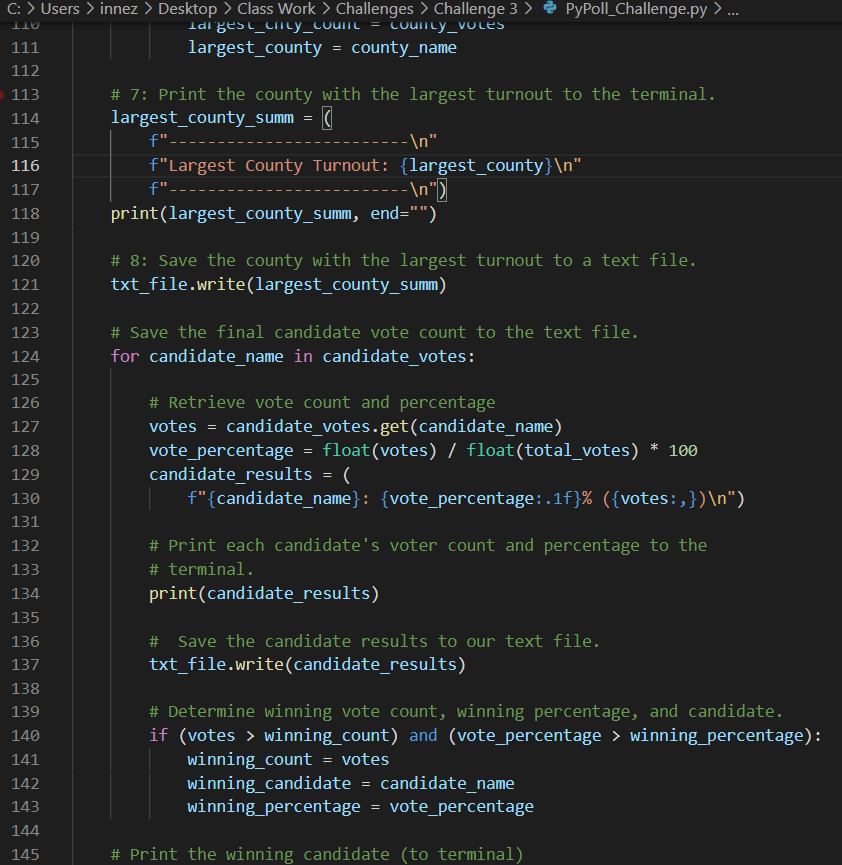 C: > Users > innez > Desktop > Class Work > Challenges > Challenge 3 > PyPoll_Challenge.py > ...
110 largest_cnty_count = county_votes
111 largest_county = county_name
112
113 # 7: Print the county with the largest turnout to the terminal.
114 largest_county_summ = (
115 f"-------------------------\n"
116 f"Largest County Turnout: {largest_county}\n"
117 f"-------------------------\n")
118 print(largest_county_summ, end="")
119
120 # 8: Save the county with the largest turnout to a text file.
121 txt_file.write(largest_county_summ)
122
123 # Save the final candidate vote count to the text file.
124 for candidate_name in candidate_votes:
125
126 # Retrieve vote count and percentage
127 votes = candidate_votes.get(candidate_name)
128 vote_percentage = float(votes) / float(total_votes) * 100
129 candidate_results = (
130 f"{candidate_name}: {vote_percentage:.1f}% ({votes:,})\n")
131
132 # Print each candidate's voter count and percentage to the
133 # terminal.
134 print(candidate_results)
135
136 #  Save the candidate results to our text file.
137 txt_file.write(candidate_results)
138
139 # Determine winning vote count, winning percentage, and candidate.
140 if (votes > winning_count) and (vote_percentage > winning_percentage):
141 winning_count = votes
142 winning_candidate = candidate_name
143 winning_percentage = vote_percentage
144
145 # Print the winning candidate (to terminal)